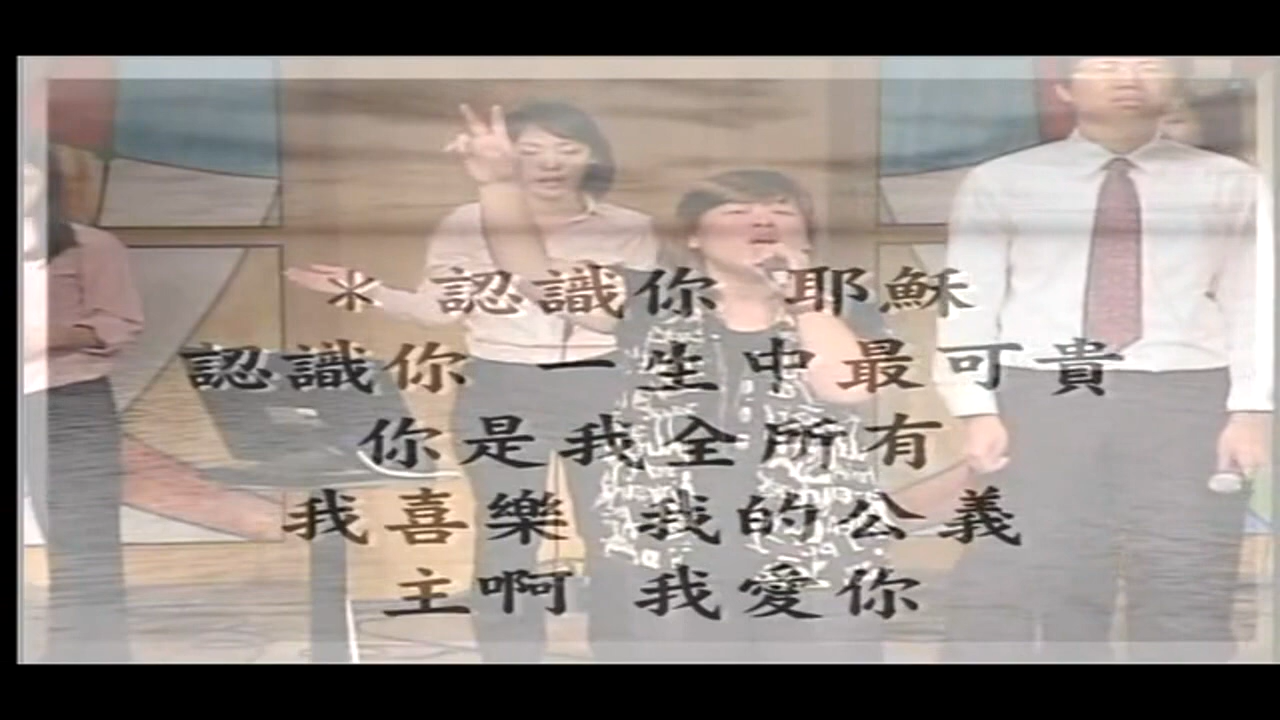 * 認識你 耶穌
認識你 一生中最可貴
你是我全所有
我喜樂 我的公義
主啊 我愛你